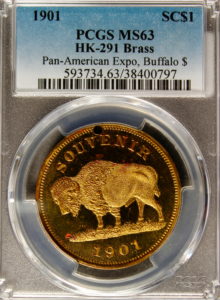 1901 SC$1
PCGS MS63
HK-291 Brass
Pan-American Expo, Buffalo $
593734.63/38400797
SOUVENIR
1901